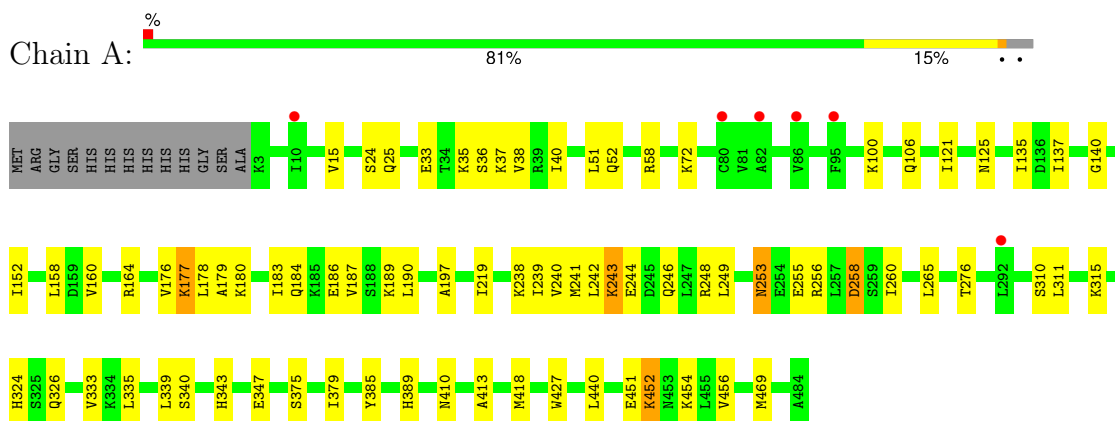 %
Chain A:
81% 15% • •
MET ARG GLY SER HIS HIS HIS HIS HIS HIS GLY SER ALA K3 I10 V15 S24 Q25 E33 T34 K35 S36 K37 V38 R39 I40 L51 Q52 R58 K72 C80 V81 A82 V86 F95 K100 Q106 I121 N125 I135 D136 I137 G140
I152 L158 D159 V160 R164 V176 K177 L178 A179 K180 I183 Q184 K185 E186 V187 S188 K189 L190 A197 I219 K238 I239 V240 M241 L242 K243 E244 D245 Q246 L247 R248 L249 N253 E254 E255 R256 L257 D258 S259 I260 L265 T276 L292 S310 L311 K315
H324 S325 Q326 V333 K334 L335 L339 S340 H343 E347 S375 I379 Y385 H389 N410 A413 M418 W427 L440 E451 K452 N453 K454 L455 V456 M469 A484